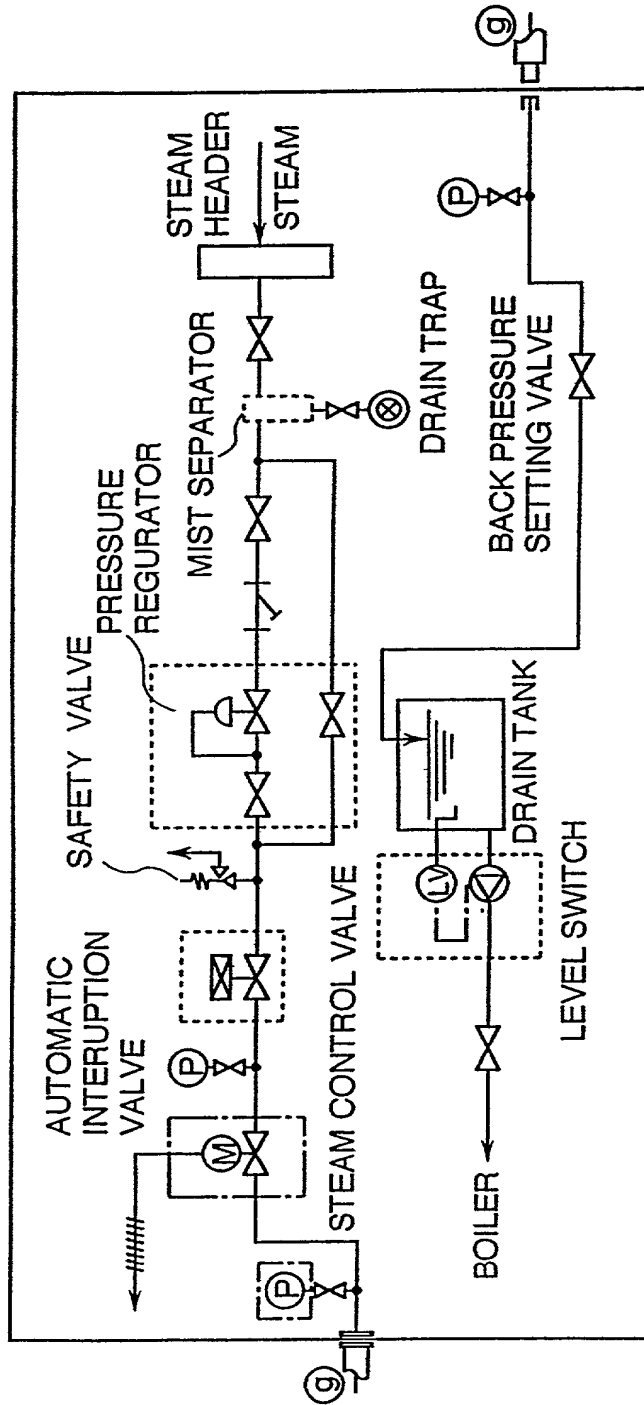 AUTOMATIC
INTERUPTION
VALVE
SAFETY VALVE
PRESSURE
REGURATOR
MIST SEPARATOR
STEAM
HEADER
STEAM
M
P
P
g
STEAM CONTROL VALVE
DRAIN TRAP
P
g
BACK PRESSURE
SETTING VALVE
LV
DRAIN TANK
LEVEL SWITCH
BOILER